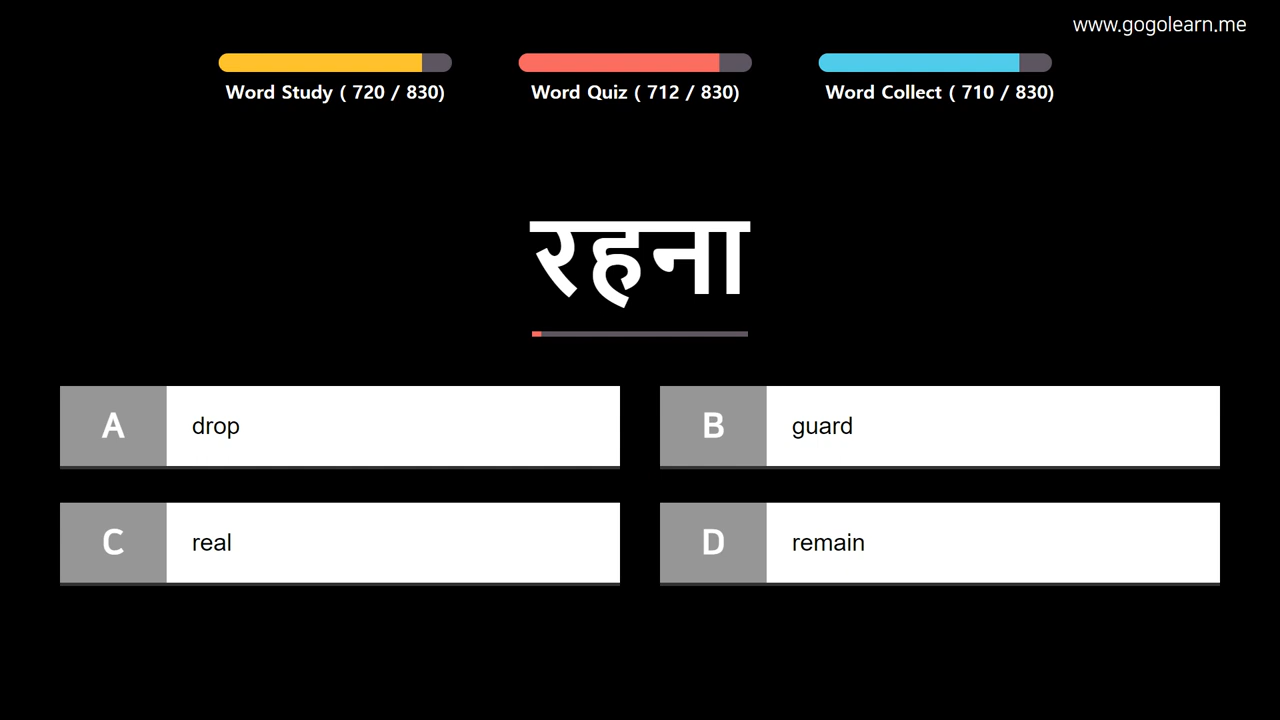 www.gogolearn.me
Word Study ( 720 / 830)
Word Quiz ( 712 / 830)
Word Collect ( 710 / 830)
रहना
A drop
B guard
C real
D remain